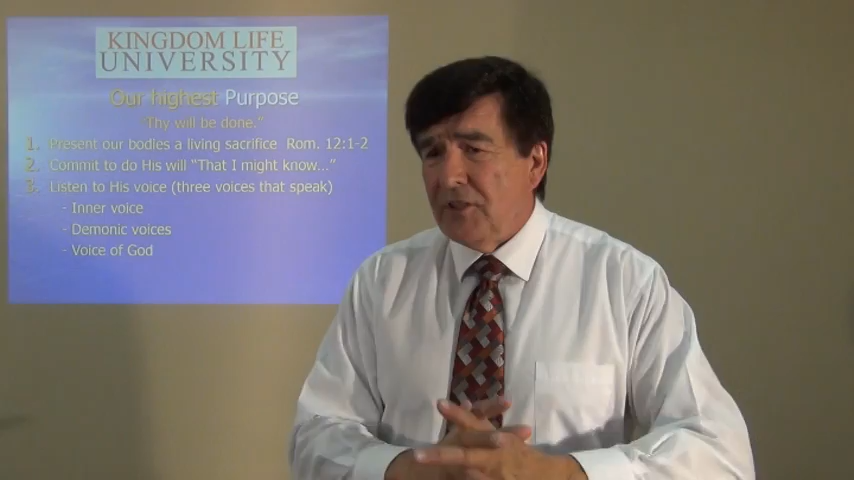 KINGDOM LIFE
UNIVERSITY
Our highest Purpose
"Thy will be done."
1. Present our bodies a living sacrifice Rom. 12:1-2
2. Commit to do His will "That I might know..."
3. Listen to His voice (three voices that speak)
- Inner voice
- Demonic voices
- Voice of God